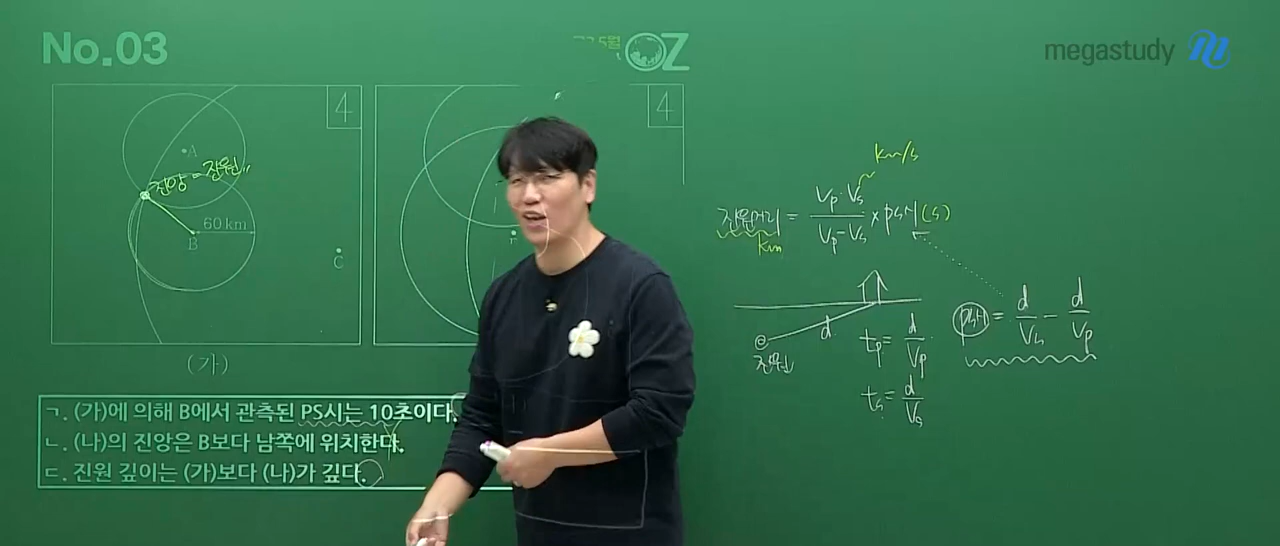 No.03
5월
OZ
megastudy
4
4
A
진앙 = 진원
60 km
B
C
(가)
km/s
진원거리 = Vp·Vs / Vp-Vs × PS시(s)
km
d
진원
tp = d/Vp
ts = d/Vs
PS시 = d/Vs - d/Vp
ㄱ. (가)에 의해 B에서 관측된 PS시는 10초이다.
ㄴ. (나)의 진앙은 B보다 남쪽에 위치한다.
ㄷ. 진원 깊이는 (가)보다 (나)가 깊다.